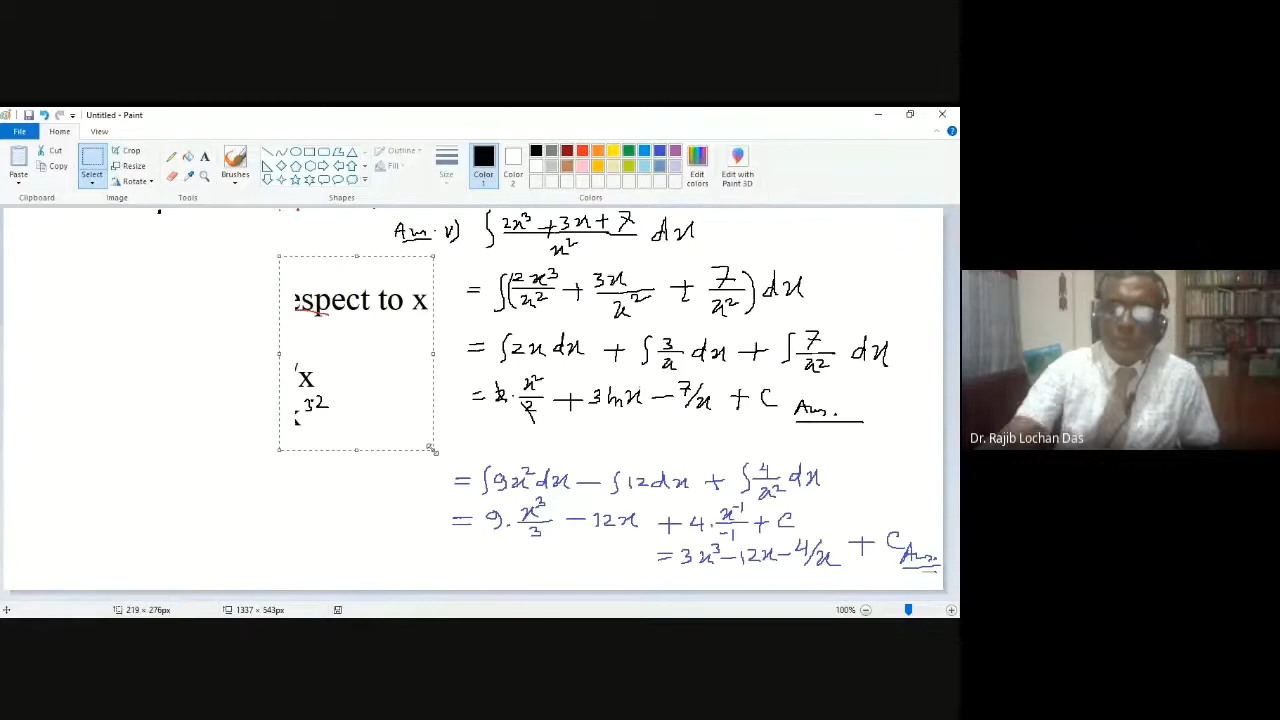 Untitled - Paint
File Home View
Cut
Copy
Paste
Clipboard
Select
Crop
Resize
Rotate
Image
A
Tools
Brushes
Outline
Fill
Shapes
Size
Color 1
Color 2
Edit colors
Edit with Paint 3D
Colors
Ans. v) ∫ (2x³ + 3x + 7)/x² dx
= ∫(2x³/x² + 3x/x² + 7/x²) dx
espect to x
= ∫2x dx + ∫3/x dx + ∫7/x² dx
x
= 2. x²/2 + 3 ln x − 7/x + C Ans.
= ∫9x² dx − ∫12 dx + ∫4/x² dx
= 9. x³/3 − 12x + 4. x⁻¹/−1 + C
= 3x³ − 12x − 4/x + C Ans.
219 × 276px
1337 × 543px
100%
Dr. Rajib Lochan Das